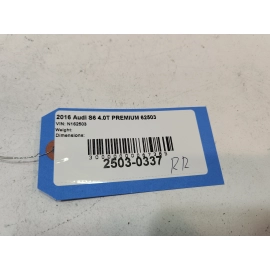 2016 Audi S6 4.0T PREMIUM 62503
VIN: N162503
Weight:
Dimensions:
2503-0337
RR